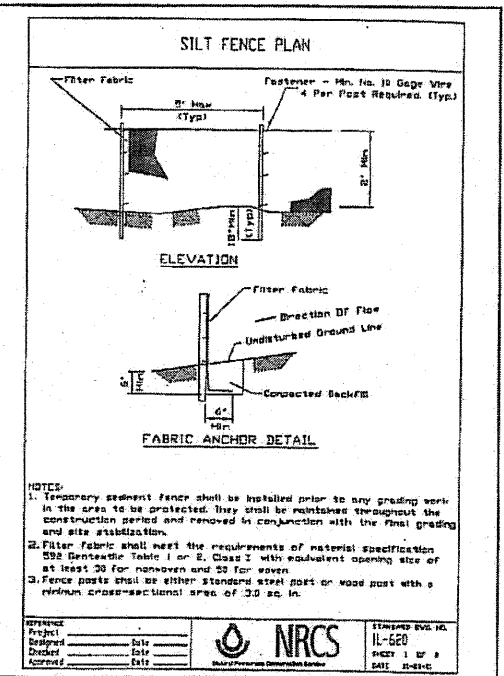 SILT FENCE PLAN
Filter Fabric
Fastener - Min. No. 10 Gage Wire
4 Per Post Required. (Typ.)
5' Max
(Typ)
2' Min
18" Min
(Typ)
ELEVATION
Filter Fabric
Direction Of Flow
Undisturbed Ground Line
6"
Min
Compacted Backfill
6"
Min
FABRIC ANCHOR DETAIL
NOTES:
1. Temporary sediment fence shall be installed prior to any grading work
in the area to be protected. They shall be maintained throughout the
construction period and removed in conjunction with the final grading
and site stabilization.
2. Filter fabric shall meet the requirements of material specification
592 Geotextile Table 1 or 2, Class I with equivalent opening size of
at least 30 for nonwoven and 50 for woven.
3. Fence posts shall be either standard steel post or wood post with a
minimum cross-sectional area of 3.0 sq. in.
REFERENCE
Project
Designed Date
Checked Date
Approved Date
NRCS
Natural Resources Conservation Service
STANDARD DWG. NO.
IL-620
SHEET 1 OF
DATE